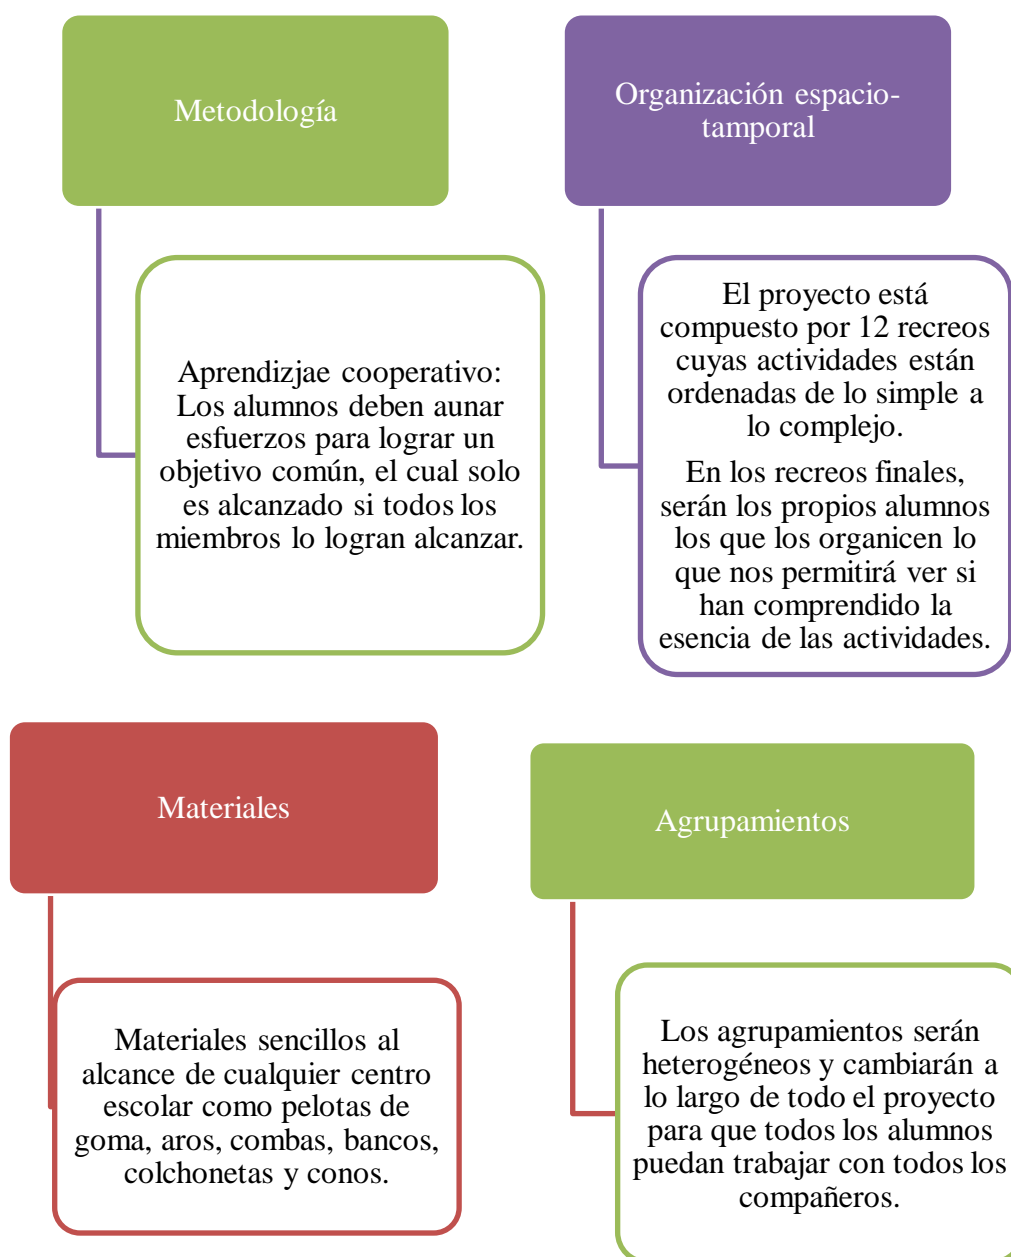 Metodología
Aprendizjae cooperativo:
Los alumnos deben aunar
esfuerzos para lograr un
objetivo común, el cual solo
es alcanzado si todos los
miembros lo logran alcanzar.
Organización espacio-
tamporal
El proyecto está
compuesto por 12 recreos
cuyas actividades están
ordenadas de lo simple a
lo complejo.
En los recreos finales,
serán los propios alumnos
los que los organicen lo
que nos permitirá ver si
han comprendido la
esencia de las actividades.
Materiales
Materiales sencillos al
alcance de cualquier centro
escolar como pelotas de
goma, aros, combas, bancos,
colchonetas y conos.
Agrupamientos
Los agrupamientos serán
heterogéneos y cambiarán a
lo largo de todo el proyecto
para que todos los alumnos
puedan trabajar con todos los
compañeros.